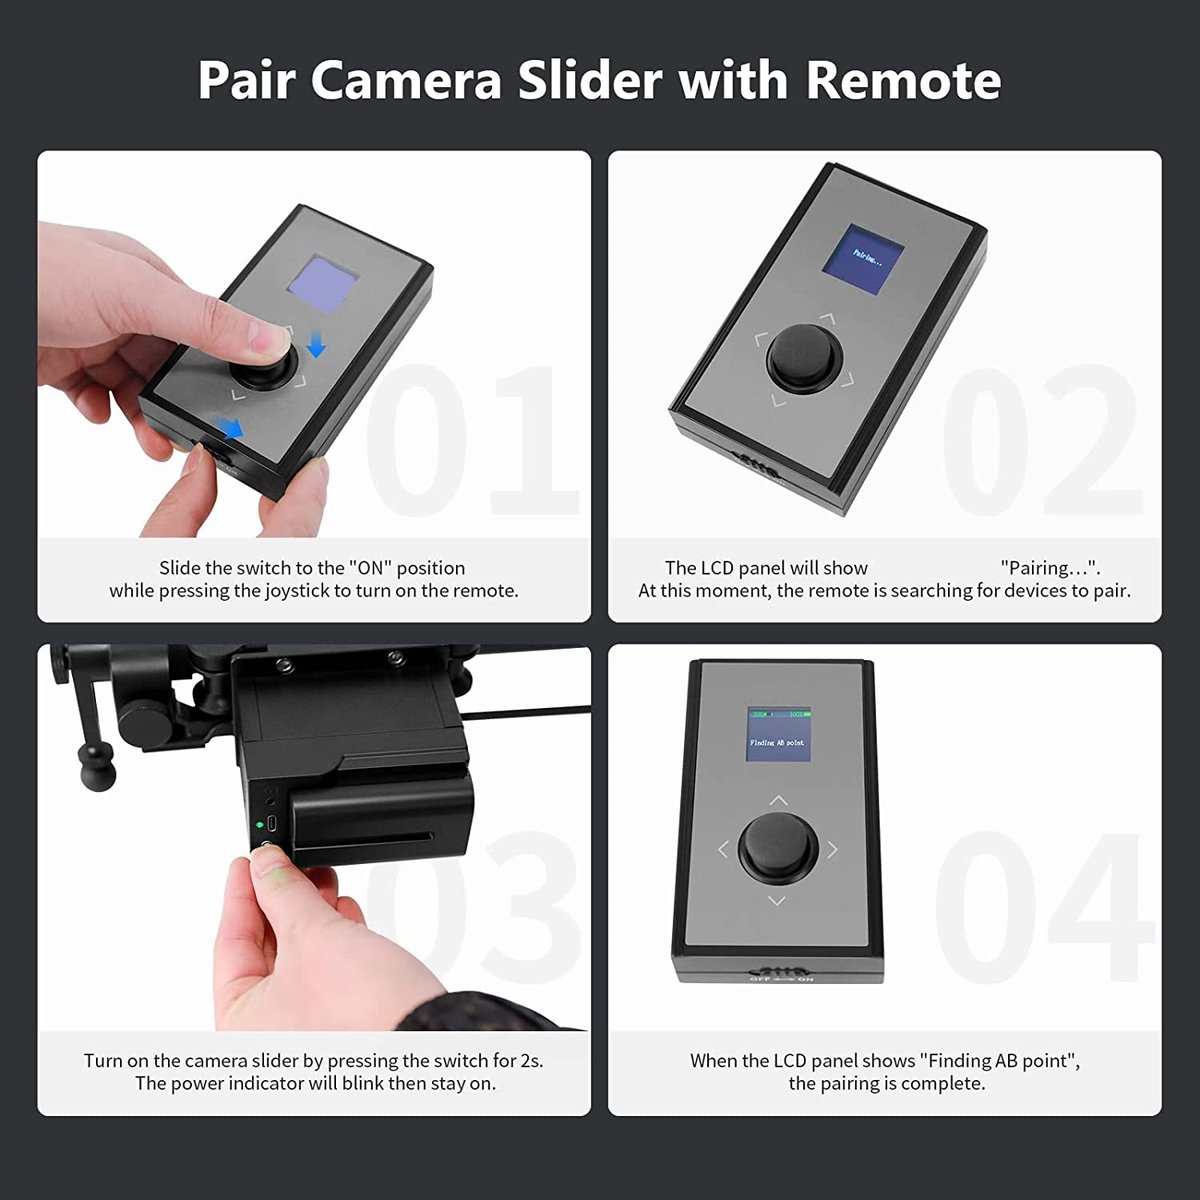 Pair Camera Slider with Remote
01
Slide the switch to the "ON" position
while pressing the joystick to turn on the remote.
Pairing...
02
The LCD panel will show "Pairing...".
At this moment, the remote is searching for devices to pair.
03
Turn on the camera slider by pressing the switch for 2s.
The power indicator will blink then stay on.
100%
Finding AB point
OFF ON
04
When the LCD panel shows "Finding AB point",
the pairing is complete.